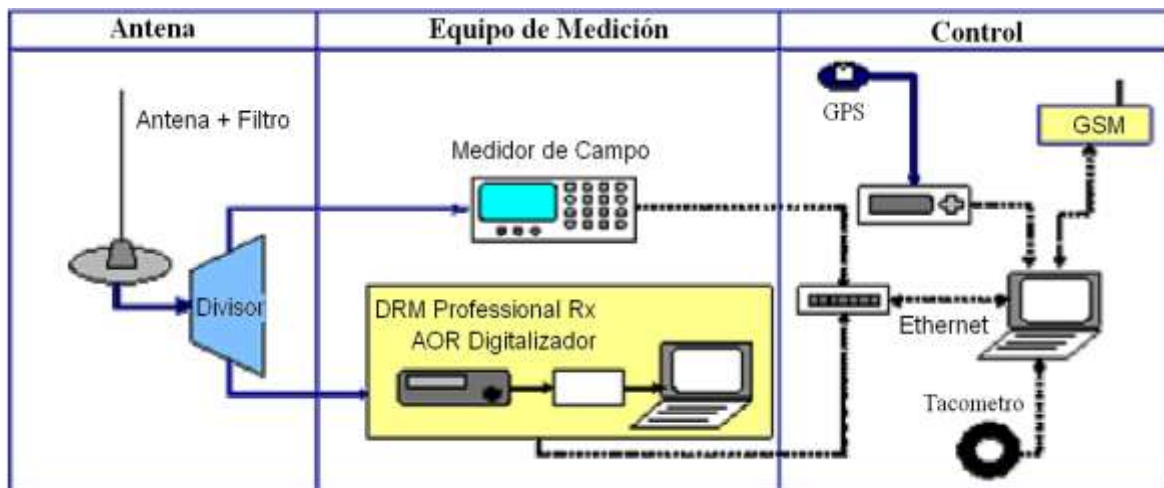 Antena
Equipo de Medición
Control
Antena + Filtro
Divisor
Medidor de Campo
DRM Professional Rx
AOR Digitalizador
GPS
GSM
Ethernet
Tacometro